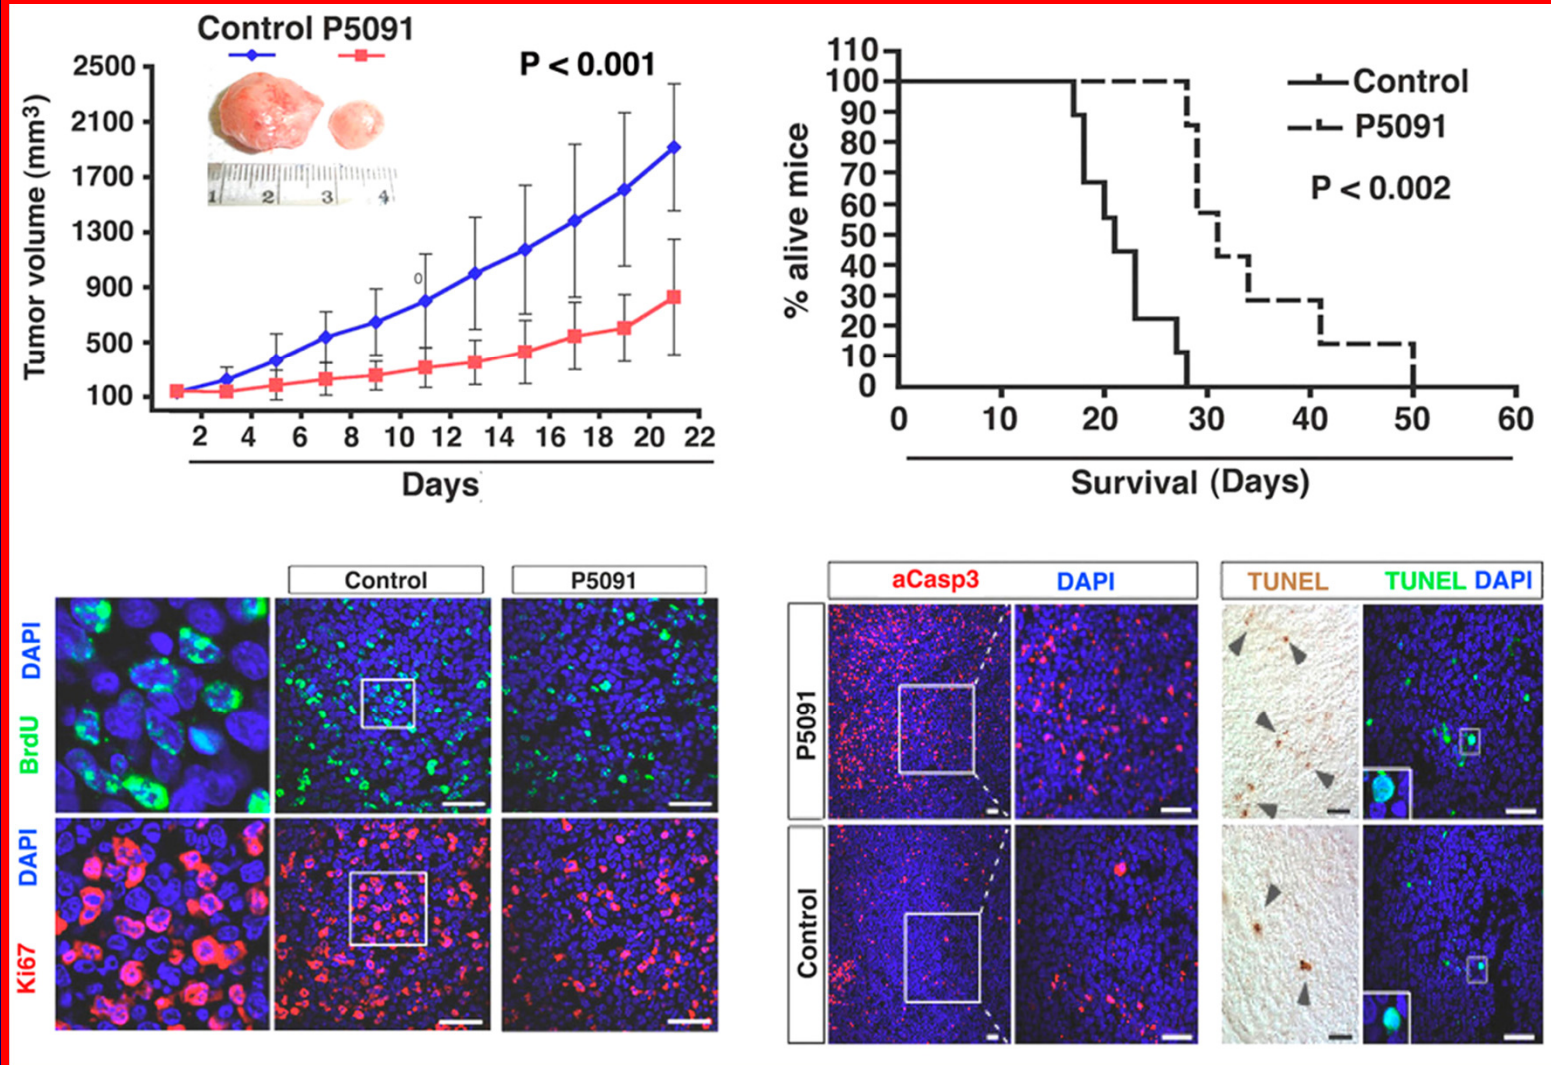 Control P5091
P < 0.001
Tumor volume (mm³)
2500
2100
1700
1300
900
500
100
1 2 3 4
0
2 4 6 8 10 12 14 16 18 20 22
Days
% alive mice
110
100
90
80
70
60
50
40
30
20
10
0
Control
P5091
P < 0.002
0 10 20 30 40 50 60
Survival (Days)
Control P5091
BrdU DAPI
Ki67 DAPI
aCasp3 DAPI
TUNEL
TUNEL DAPI
P5091
Control